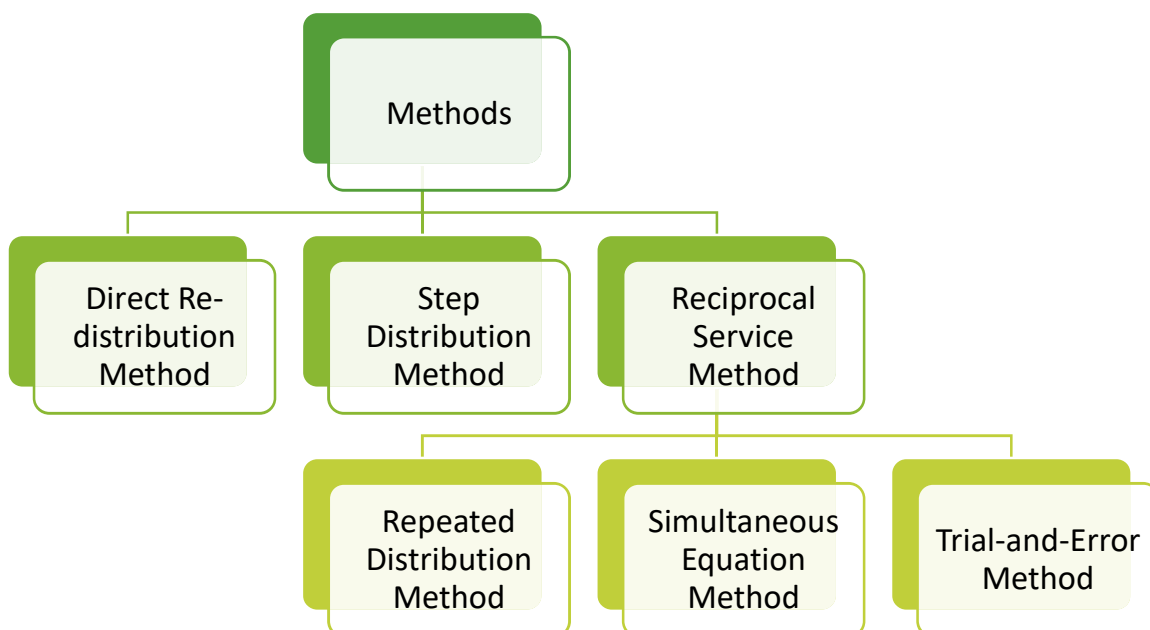 Methods
Direct Re-
distribution
Method
Step
Distribution
Method
Reciprocal
Service
Method
Repeated
Distribution
Method
Simultaneous
Equation
Method
Trial-and-Error
Method